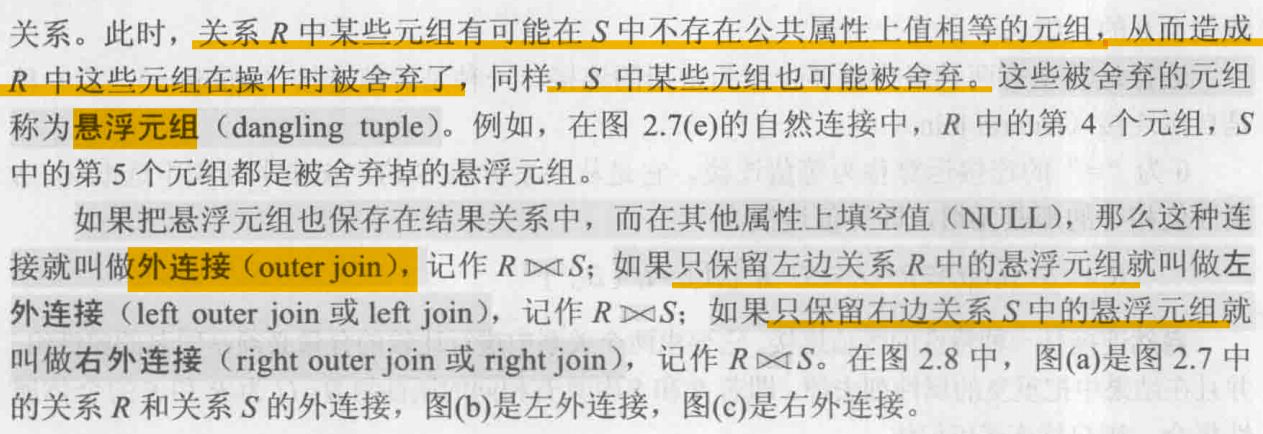 关系。此时，关系 R 中某些元组有可能在 S 中不存在公共属性上值相等的元组，从而造成
R 中这些元组在操作时被舍弃了，同样，S 中某些元组也可能被舍弃。这些被舍弃的元组
称为悬浮元组（dangling tuple）。例如，在图 2.7(e)的自然连接中，R 中的第 4 个元组，S
中的第 5 个元组都是被舍弃掉的悬浮元组。
如果把悬浮元组也保存在结果关系中，而在其他属性上填空值（NULL），那么这种连
接就叫做外连接（outer join），记作 R⟗S；如果只保留左边关系 R 中的悬浮元组就叫做左
外连接（left outer join 或 left join），记作 R⟕S；如果只保留右边关系 S 中的悬浮元组就
叫做右外连接（right outer join 或 right join），记作 R⟖S。在图 2.8 中，图(a)是图 2.7 中
的关系 R 和关系 S 的外连接，图(b)是左外连接，图(c)是右外连接。